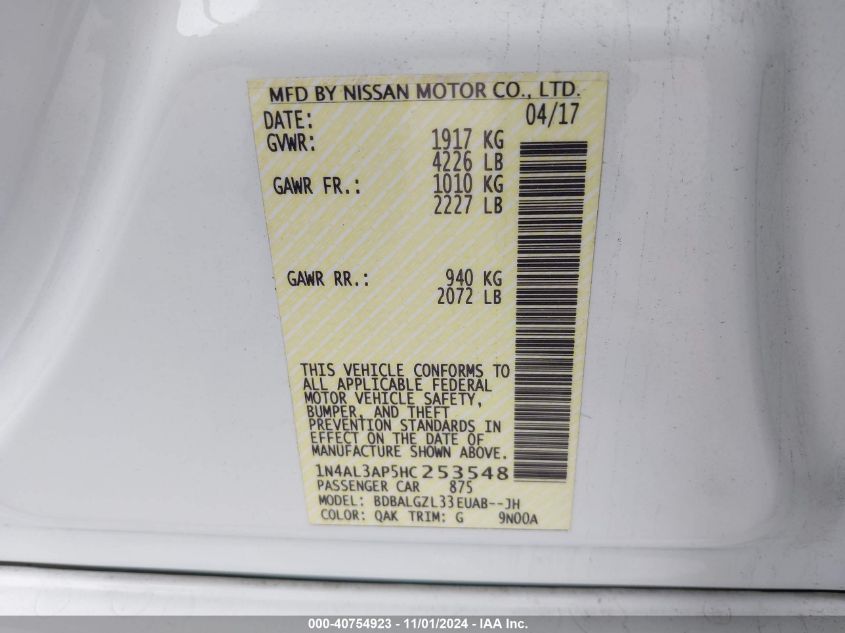 MFD BY NISSAN MOTOR CO., LTD.
DATE: 04/17
GVWR: 1917 KG
4226 LB
GAWR FR.: 1010 KG
2227 LB
GAWR RR.: 940 KG
2072 LB
THIS VEHICLE CONFORMS TO
ALL APPLICABLE FEDERAL
MOTOR VEHICLE SAFETY,
BUMPER, AND THEFT
PREVENTION STANDARDS IN
EFFECT ON THE DATE OF
MANUFACTURE SHOWN ABOVE.
1N4AL3AP5HC253548
PASSENGER CAR 875
MODEL: BDBALGZL33EUAB--JH
COLOR: QAK TRIM: G 9N00A
000-40754923 - 11/01/2024 - IAA Inc.